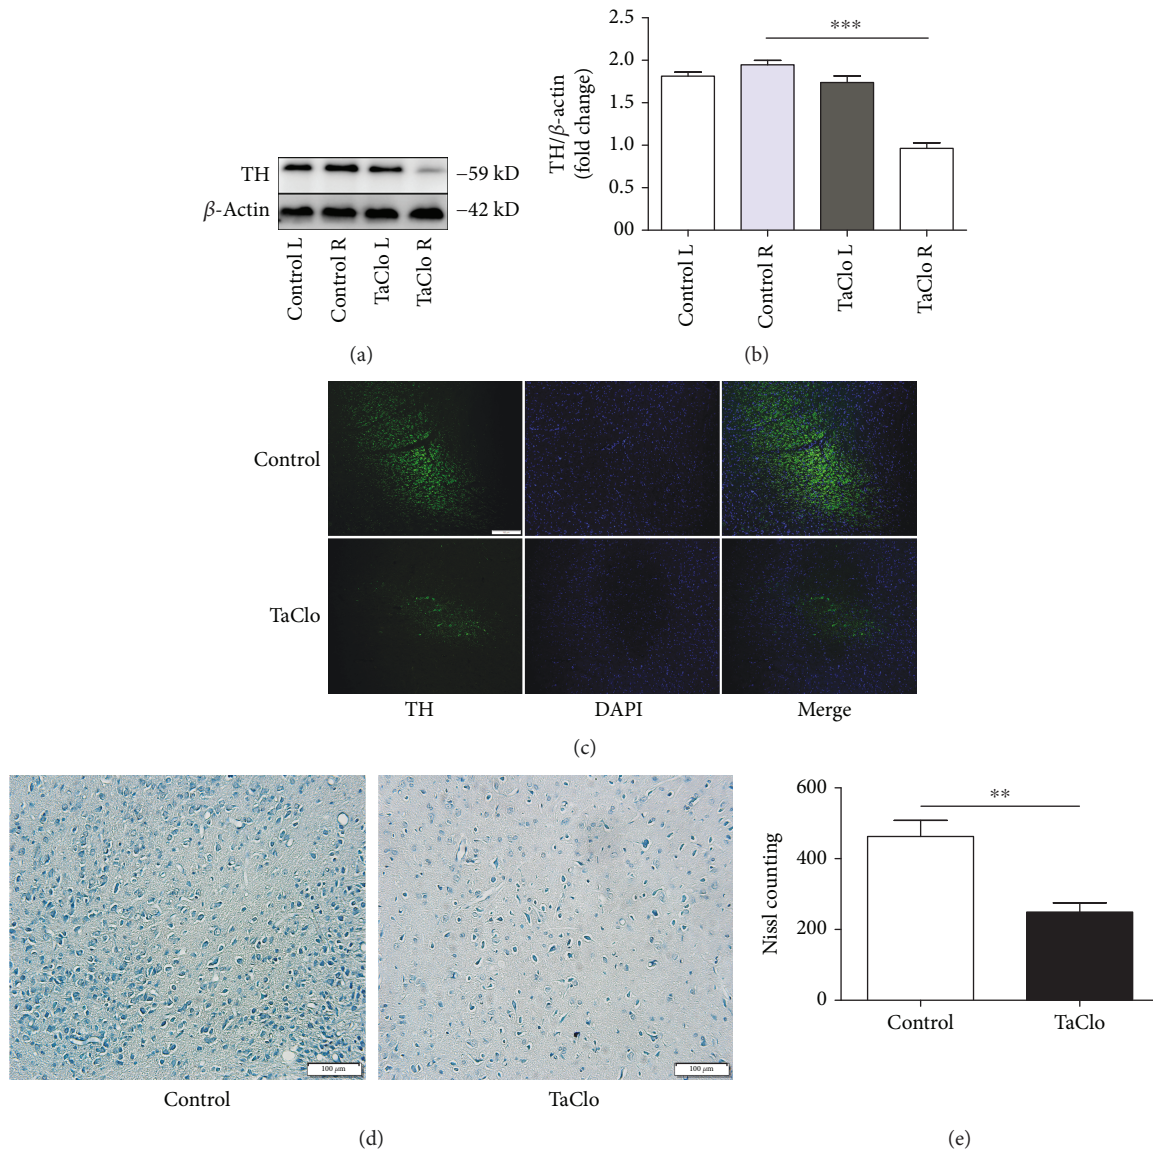 TH
β-Actin
–59 kD
–42 kD
Control L
Control R
TaClo L
TaClo R
(a)
TH/β-actin
(fold change)
2.5
2.0
1.5
1.0
0.5
00
***
Control L
Control R
TaClo L
TaClo R
(b)
Control
TaClo
TH
DAPI
Merge
(c)
100 μm
100 μm
Control
TaClo
(d)
Nissl counting
600
400
200
0
**
Control
TaClo
(e)